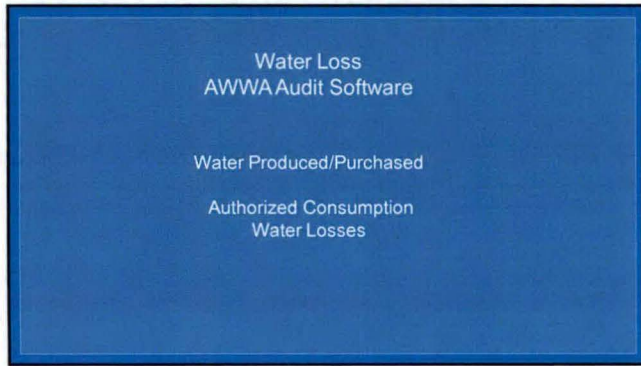 Water Loss
AWWA Audit Software
Water Produced/Purchased
Authorized Consumption
Water Losses